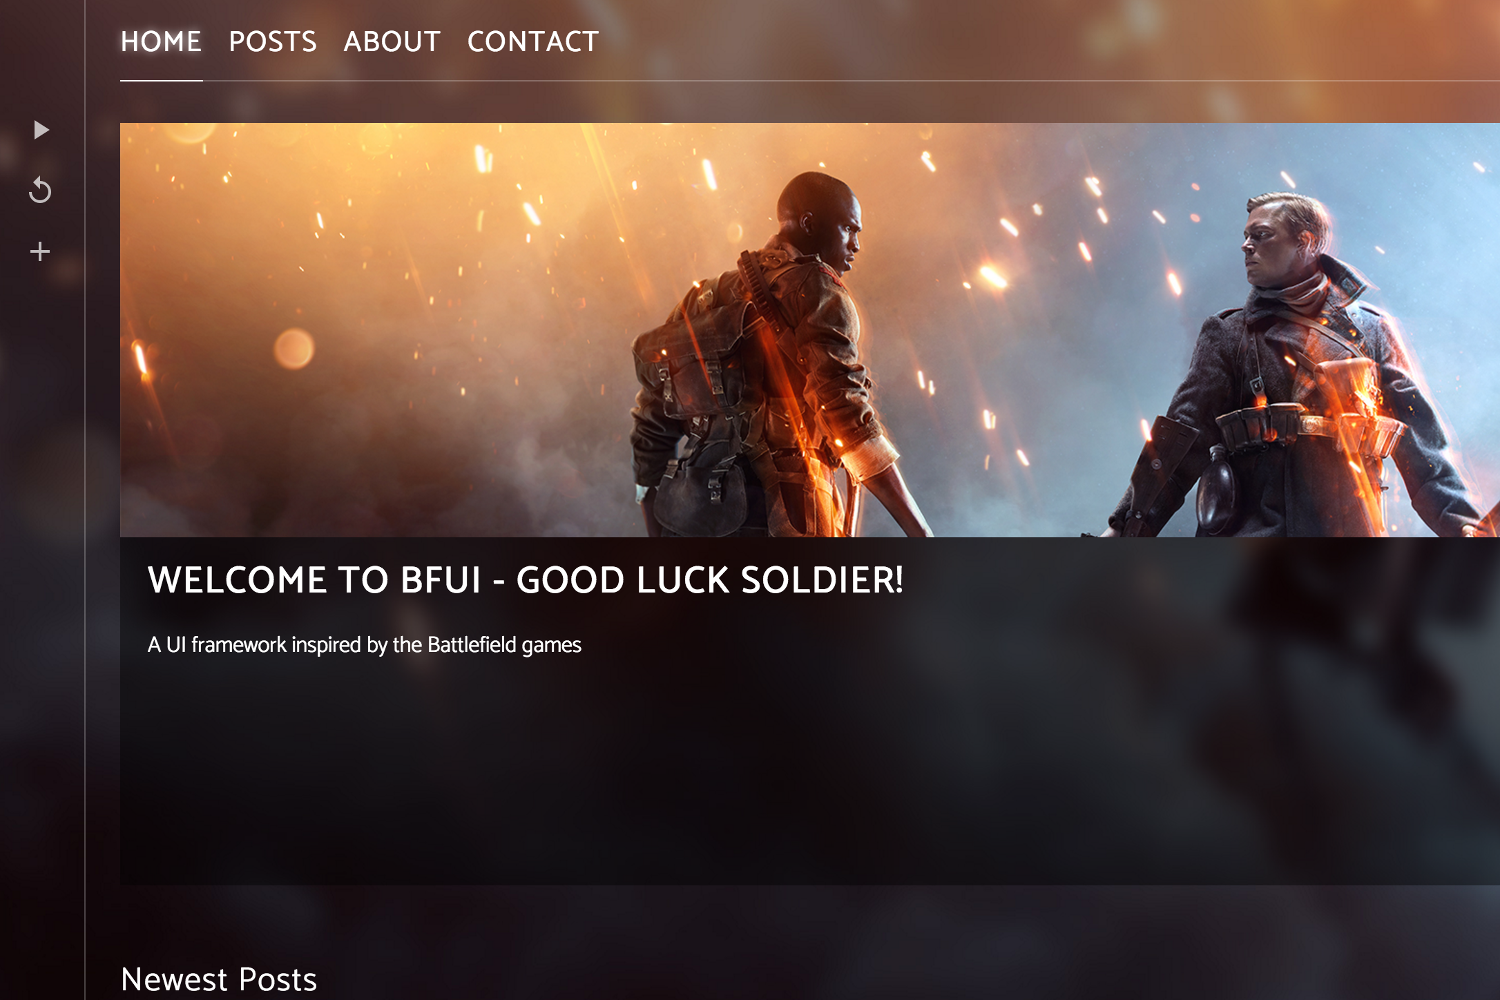 HOME POSTS ABOUT CONTACT
WELCOME TO BFUI - GOOD LUCK SOLDIER!
A UI framework inspired by the Battlefield games
Newest Posts